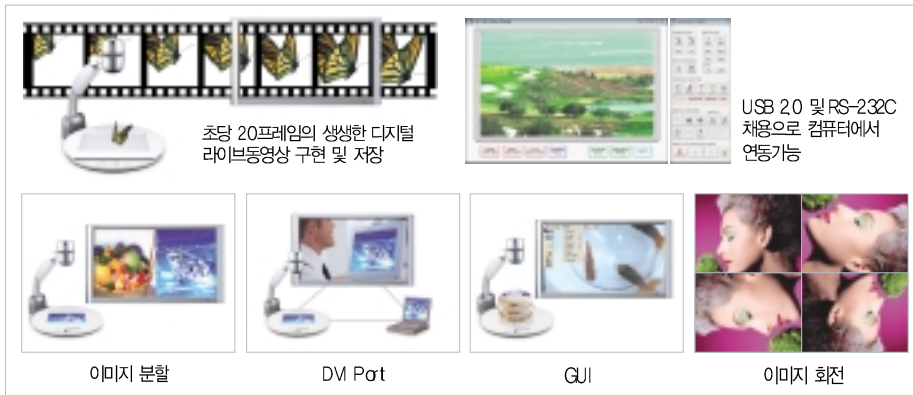 초당 20프레임의 생생한 디지털
라이브동영상 구현 및 저장
USB 2.0 및 RS-232C
채용으로 컴퓨터에서
연동가능
이미지 분할
DVI Port
GUI
이미지 회전